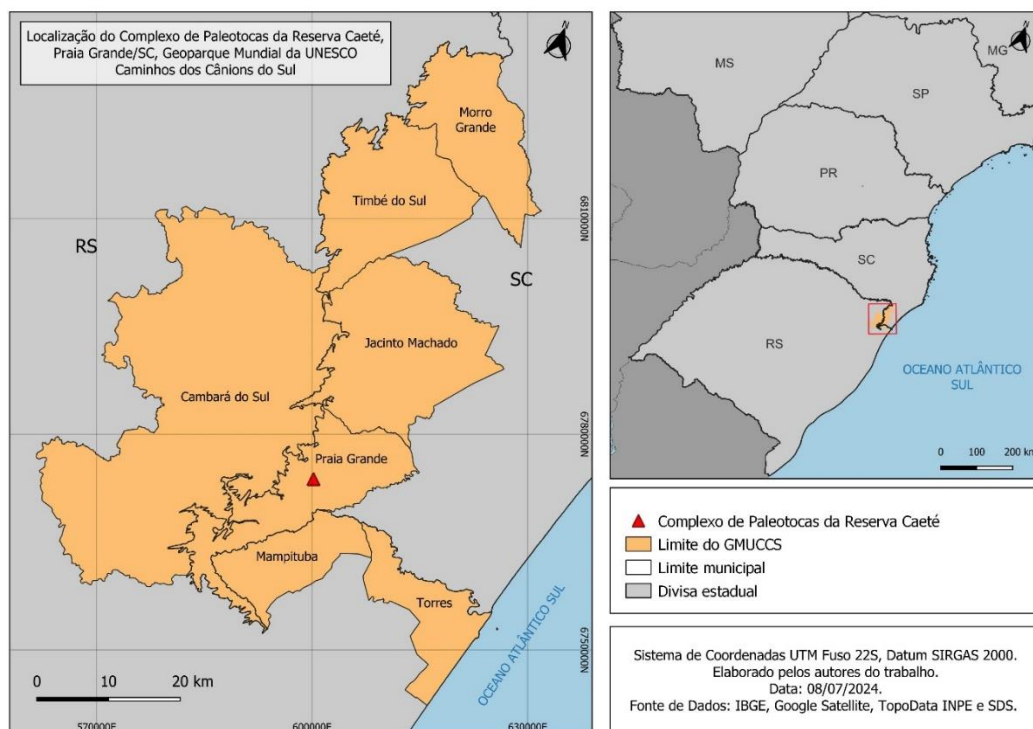 Localização do Complexo de Paleotocas da Reserva Caeté,
Praia Grande/SC, Geoparque Mundial da UNESCO
Caminhos dos Cânions do Sul
Morro
Grande
Timbé do Sul
RS
SC
Jacinto Machado
Cambará do Sul
Praia Grande
Mampituba
Torres
OCEANO ATLÂNTICO SUL
0 10 20 km
570000E
600000E
630000E
6810000N
6780000N
6750000N
MS
MG
SP
PR
SC
RS
OCEANO ATLÂNTICO
SUL
0 100 200 km
Complexo de Paleotocas da Reserva Caeté
Limite do GMUCCS
Limite municipal
Divisa estadual
Sistema de Coordenadas UTM Fuso 22S, Datum SIRGAS 2000.
Elaborado pelos autores do trabalho.
Data: 08/07/2024.
Fonte de Dados: IBGE, Google Satellite, TopoData INPE e SDS.